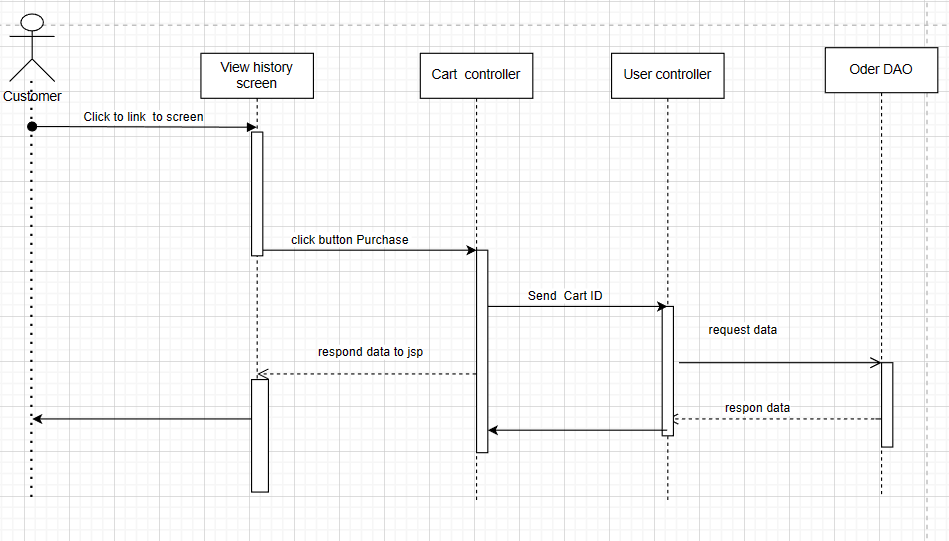 Customer
View history
screen
Cart  controller
User controller
Oder DAO
Click to link  to screen
click button Purchase
Send  Cart ID
request data
respond data to jsp
respon data